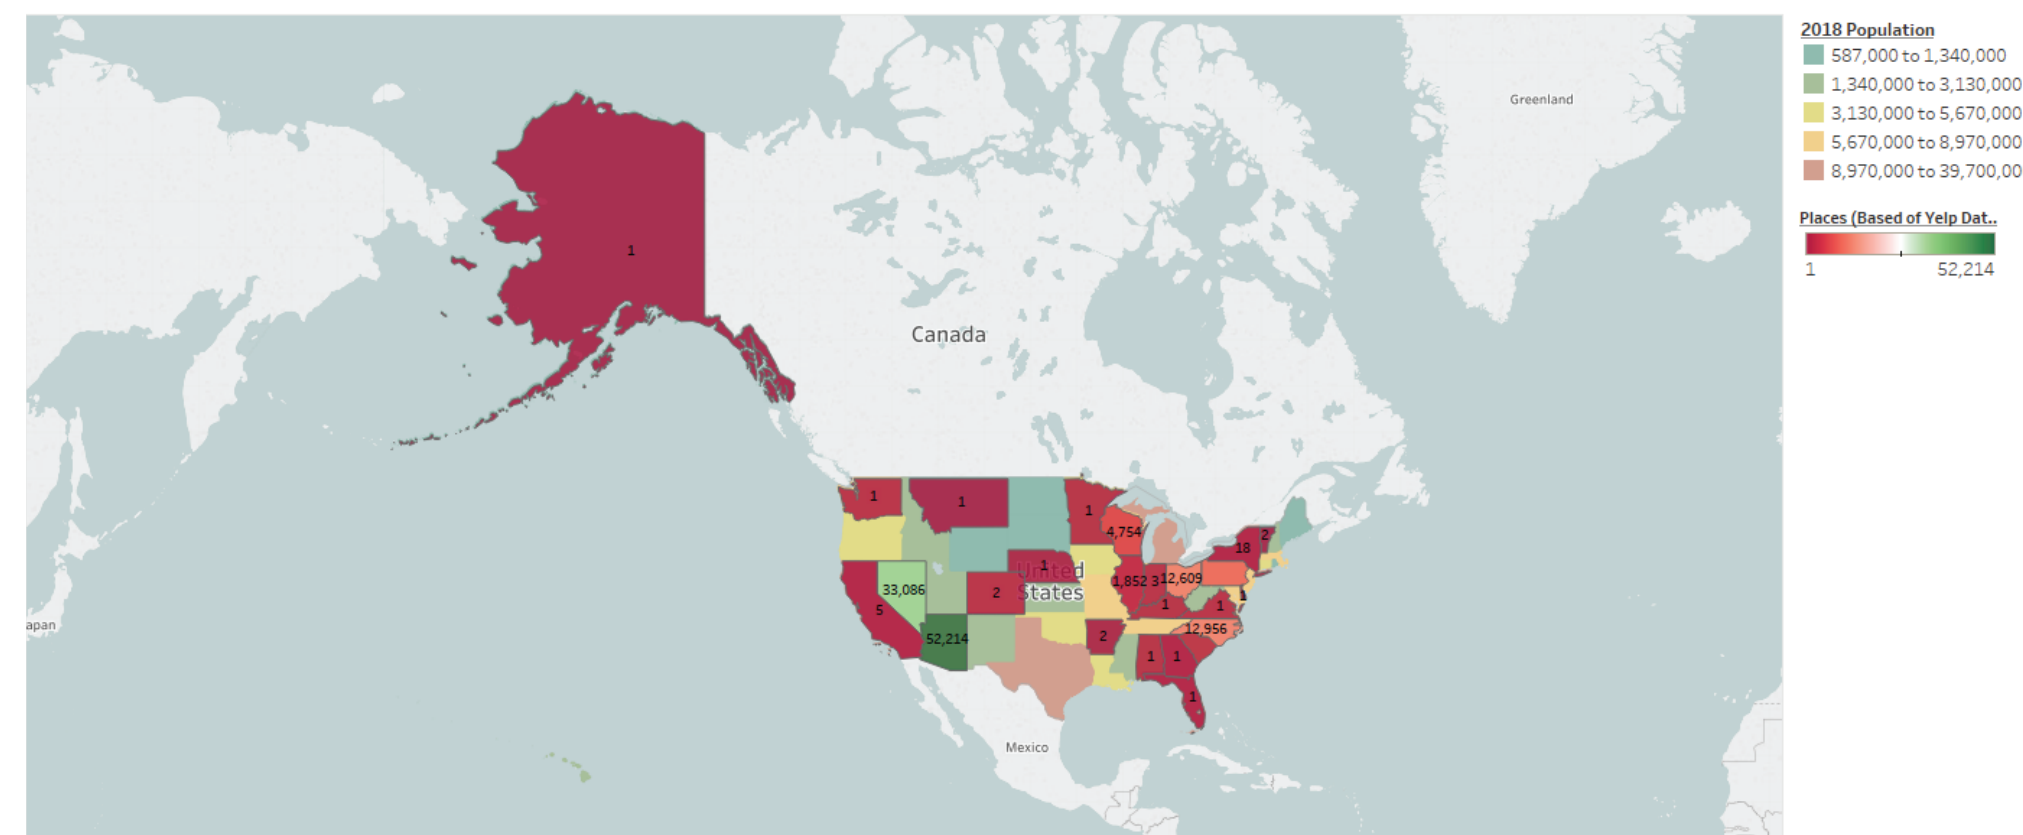 2018 Population
587,000 to 1,340,000
1,340,000 to 3,130,000
3,130,000 to 5,670,000
5,670,000 to 8,970,000
8,970,000 to 39,700,00
Places (Based of Yelp Dat..
1
52,214
Greenland
1
Canada
1
1
1
4,754
2
18
1
United
States
33,086
2
1,852
3
12,609
5
1
1
1
apan
52,214
2
12,956
1
1
1
Mexico